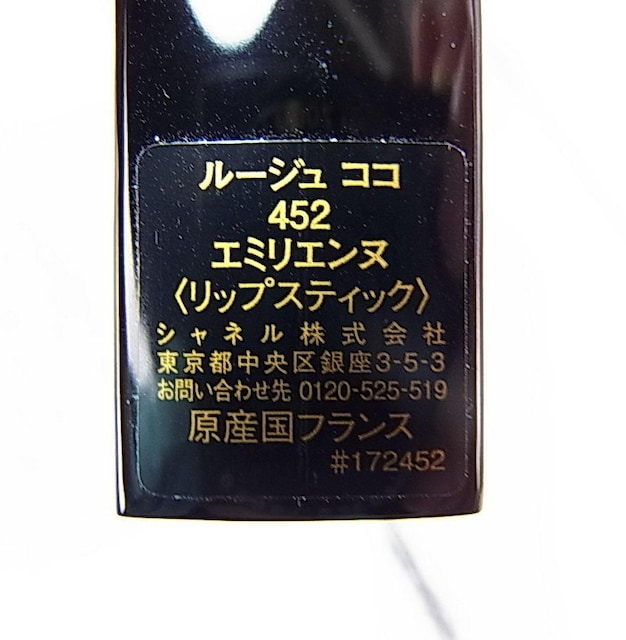 ルージュ ココ
452
エミリエンヌ
〈リップスティック〉
シャネル株式会社
東京都中央区銀座3-5-3
お問い合わせ先 0120-525-519
原産国フランス
#172452